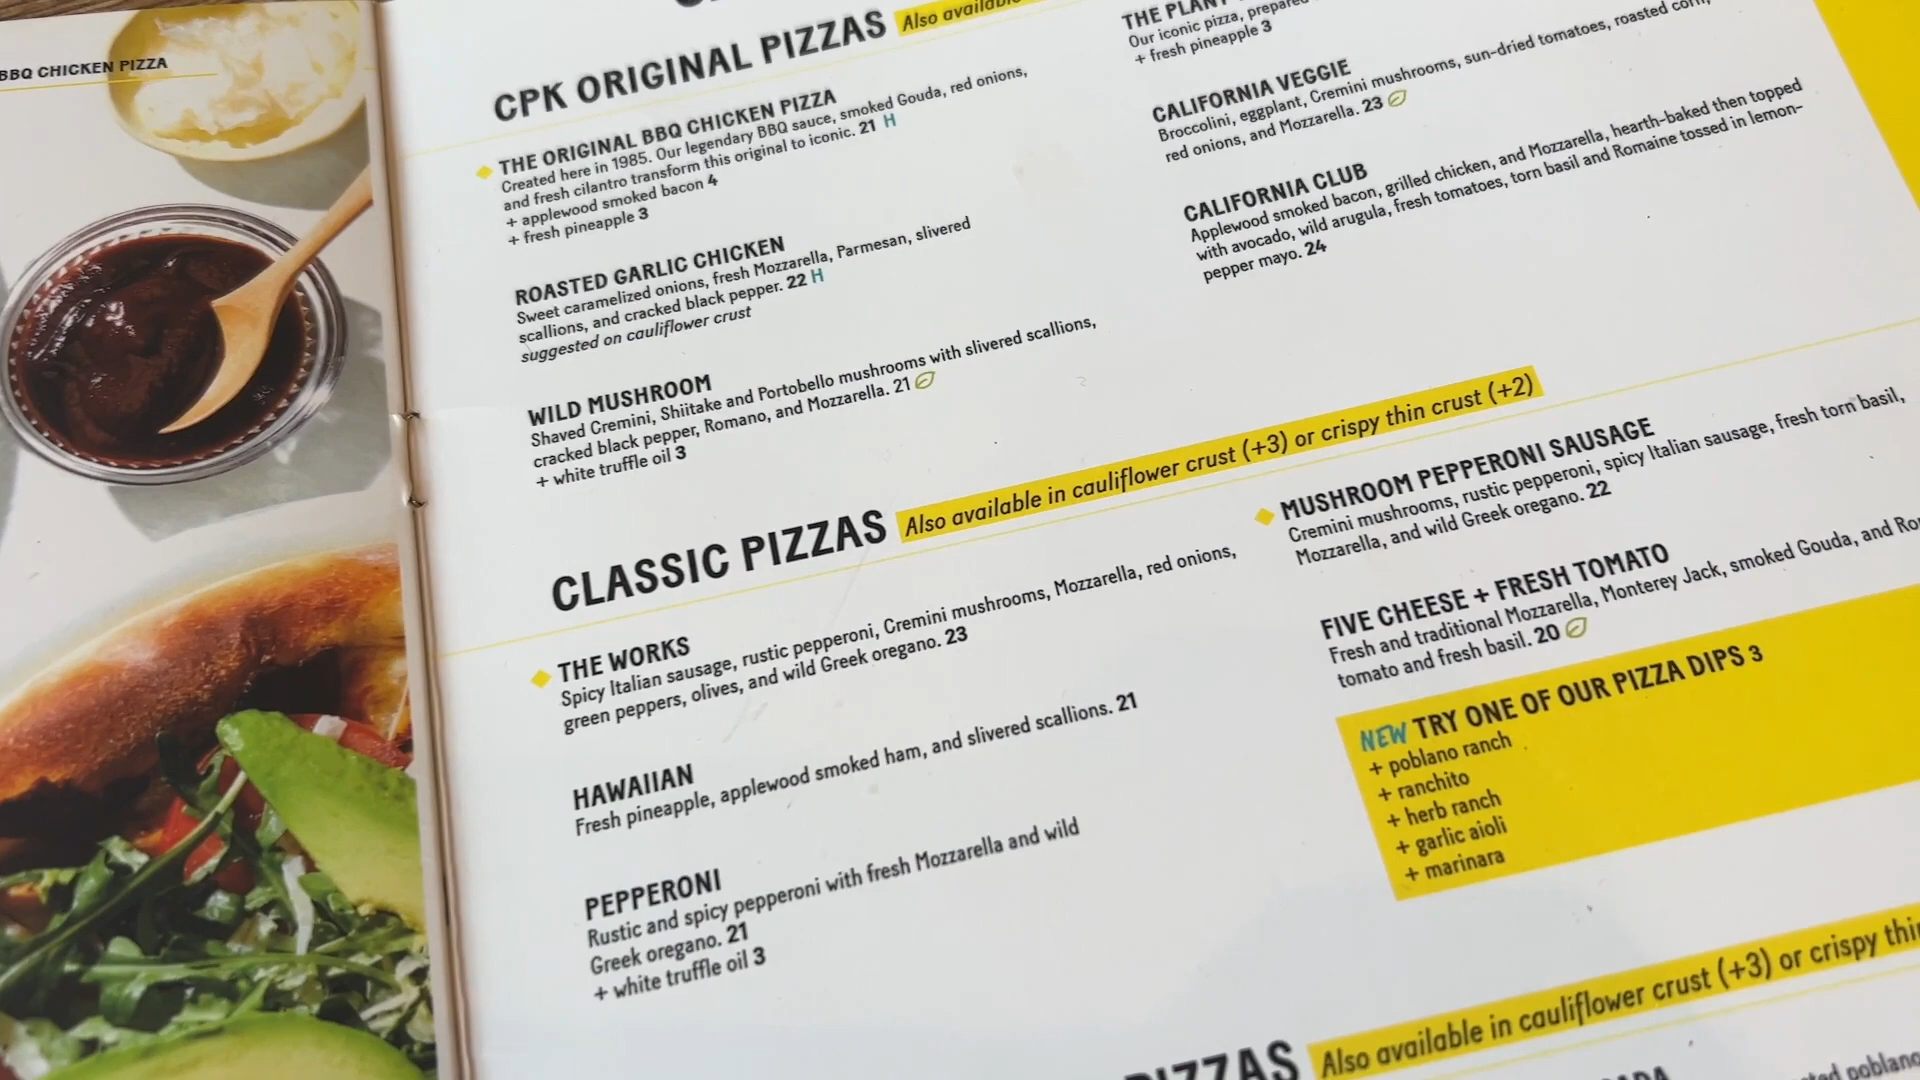 BBQ CHICKEN PIZZA
CPK ORIGINAL PIZZAS Also available
THE ORIGINAL BBQ CHICKEN PIZZA
Created here in 1985. Our legendary BBQ sauce, smoked Gouda, red onions,
and fresh cilantro transform this original to iconic. 21 H
+ applewood smoked bacon 4
+ fresh pineapple 3
ROASTED GARLIC CHICKEN
Sweet caramelized onions, fresh Mozzarella, Parmesan, slivered
scallions, and cracked black pepper. 22 H
suggested on cauliflower crust
WILD MUSHROOM
Shaved Cremini, Shiitake and Portobello mushrooms with slivered scallions,
cracked black pepper, Romano, and Mozzarella. 21
+ white truffle oil 3
THE PLANT
Our iconic pizza, prepared
+ fresh pineapple 3
CALIFORNIA VEGGIE
Broccolini, eggplant, Cremini mushrooms, sun-dried tomatoes, roasted corn,
red onions, and Mozzarella. 23
CALIFORNIA CLUB
Applewood smoked bacon, grilled chicken, and Mozzarella, hearth-baked then topped
with avocado, wild arugula, fresh tomatoes, torn basil and Romaine tossed in lemon-
pepper mayo. 24
CLASSIC PIZZAS Also available in cauliflower crust (+3) or crispy thin crust (+2)
THE WORKS
Spicy Italian sausage, rustic pepperoni, Cremini mushrooms, Mozzarella, red onions,
green peppers, olives, and wild Greek oregano. 23
HAWAIIAN
Fresh pineapple, applewood smoked ham, and slivered scallions. 21
PEPPERONI
Rustic and spicy pepperoni with fresh Mozzarella and wild
Greek oregano. 21
+ white truffle oil 3
MUSHROOM PEPPERONI SAUSAGE
Cremini mushrooms, rustic pepperoni, spicy Italian sausage, fresh torn basil,
Mozzarella, and wild Greek oregano. 22
FIVE CHEESE + FRESH TOMATO
Fresh and traditional Mozzarella, Monterey Jack, smoked Gouda, and
tomato and fresh basil. 20
NEW TRY ONE OF OUR PIZZA DIPS 3
+ poblano ranch
+ ranchito
+ herb ranch
+ garlic aioli
+ marinara
PIZZAS Also available in cauliflower crust (+3) or crispy
poblano